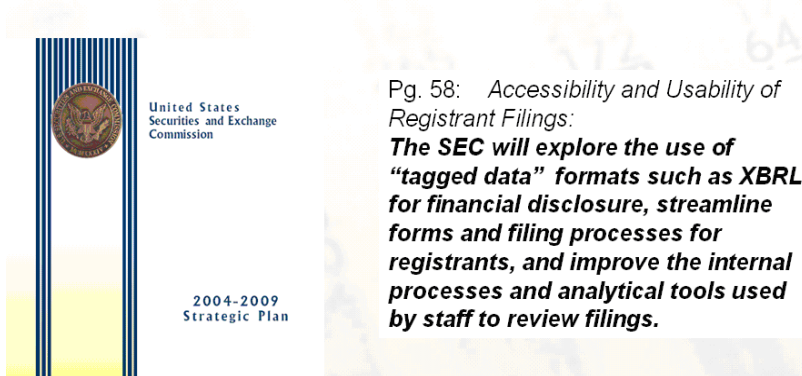 United States
Securities and Exchange
Commission
2004-2009
Strategic Plan
Pg. 58: Accessibility and Usability of
Registrant Filings:
The SEC will explore the use of
“tagged data” formats such as XBRL
for financial disclosure, streamline
forms and filing processes for
registrants, and improve the internal
processes and analytical tools used
by staff to review filings.
64
172